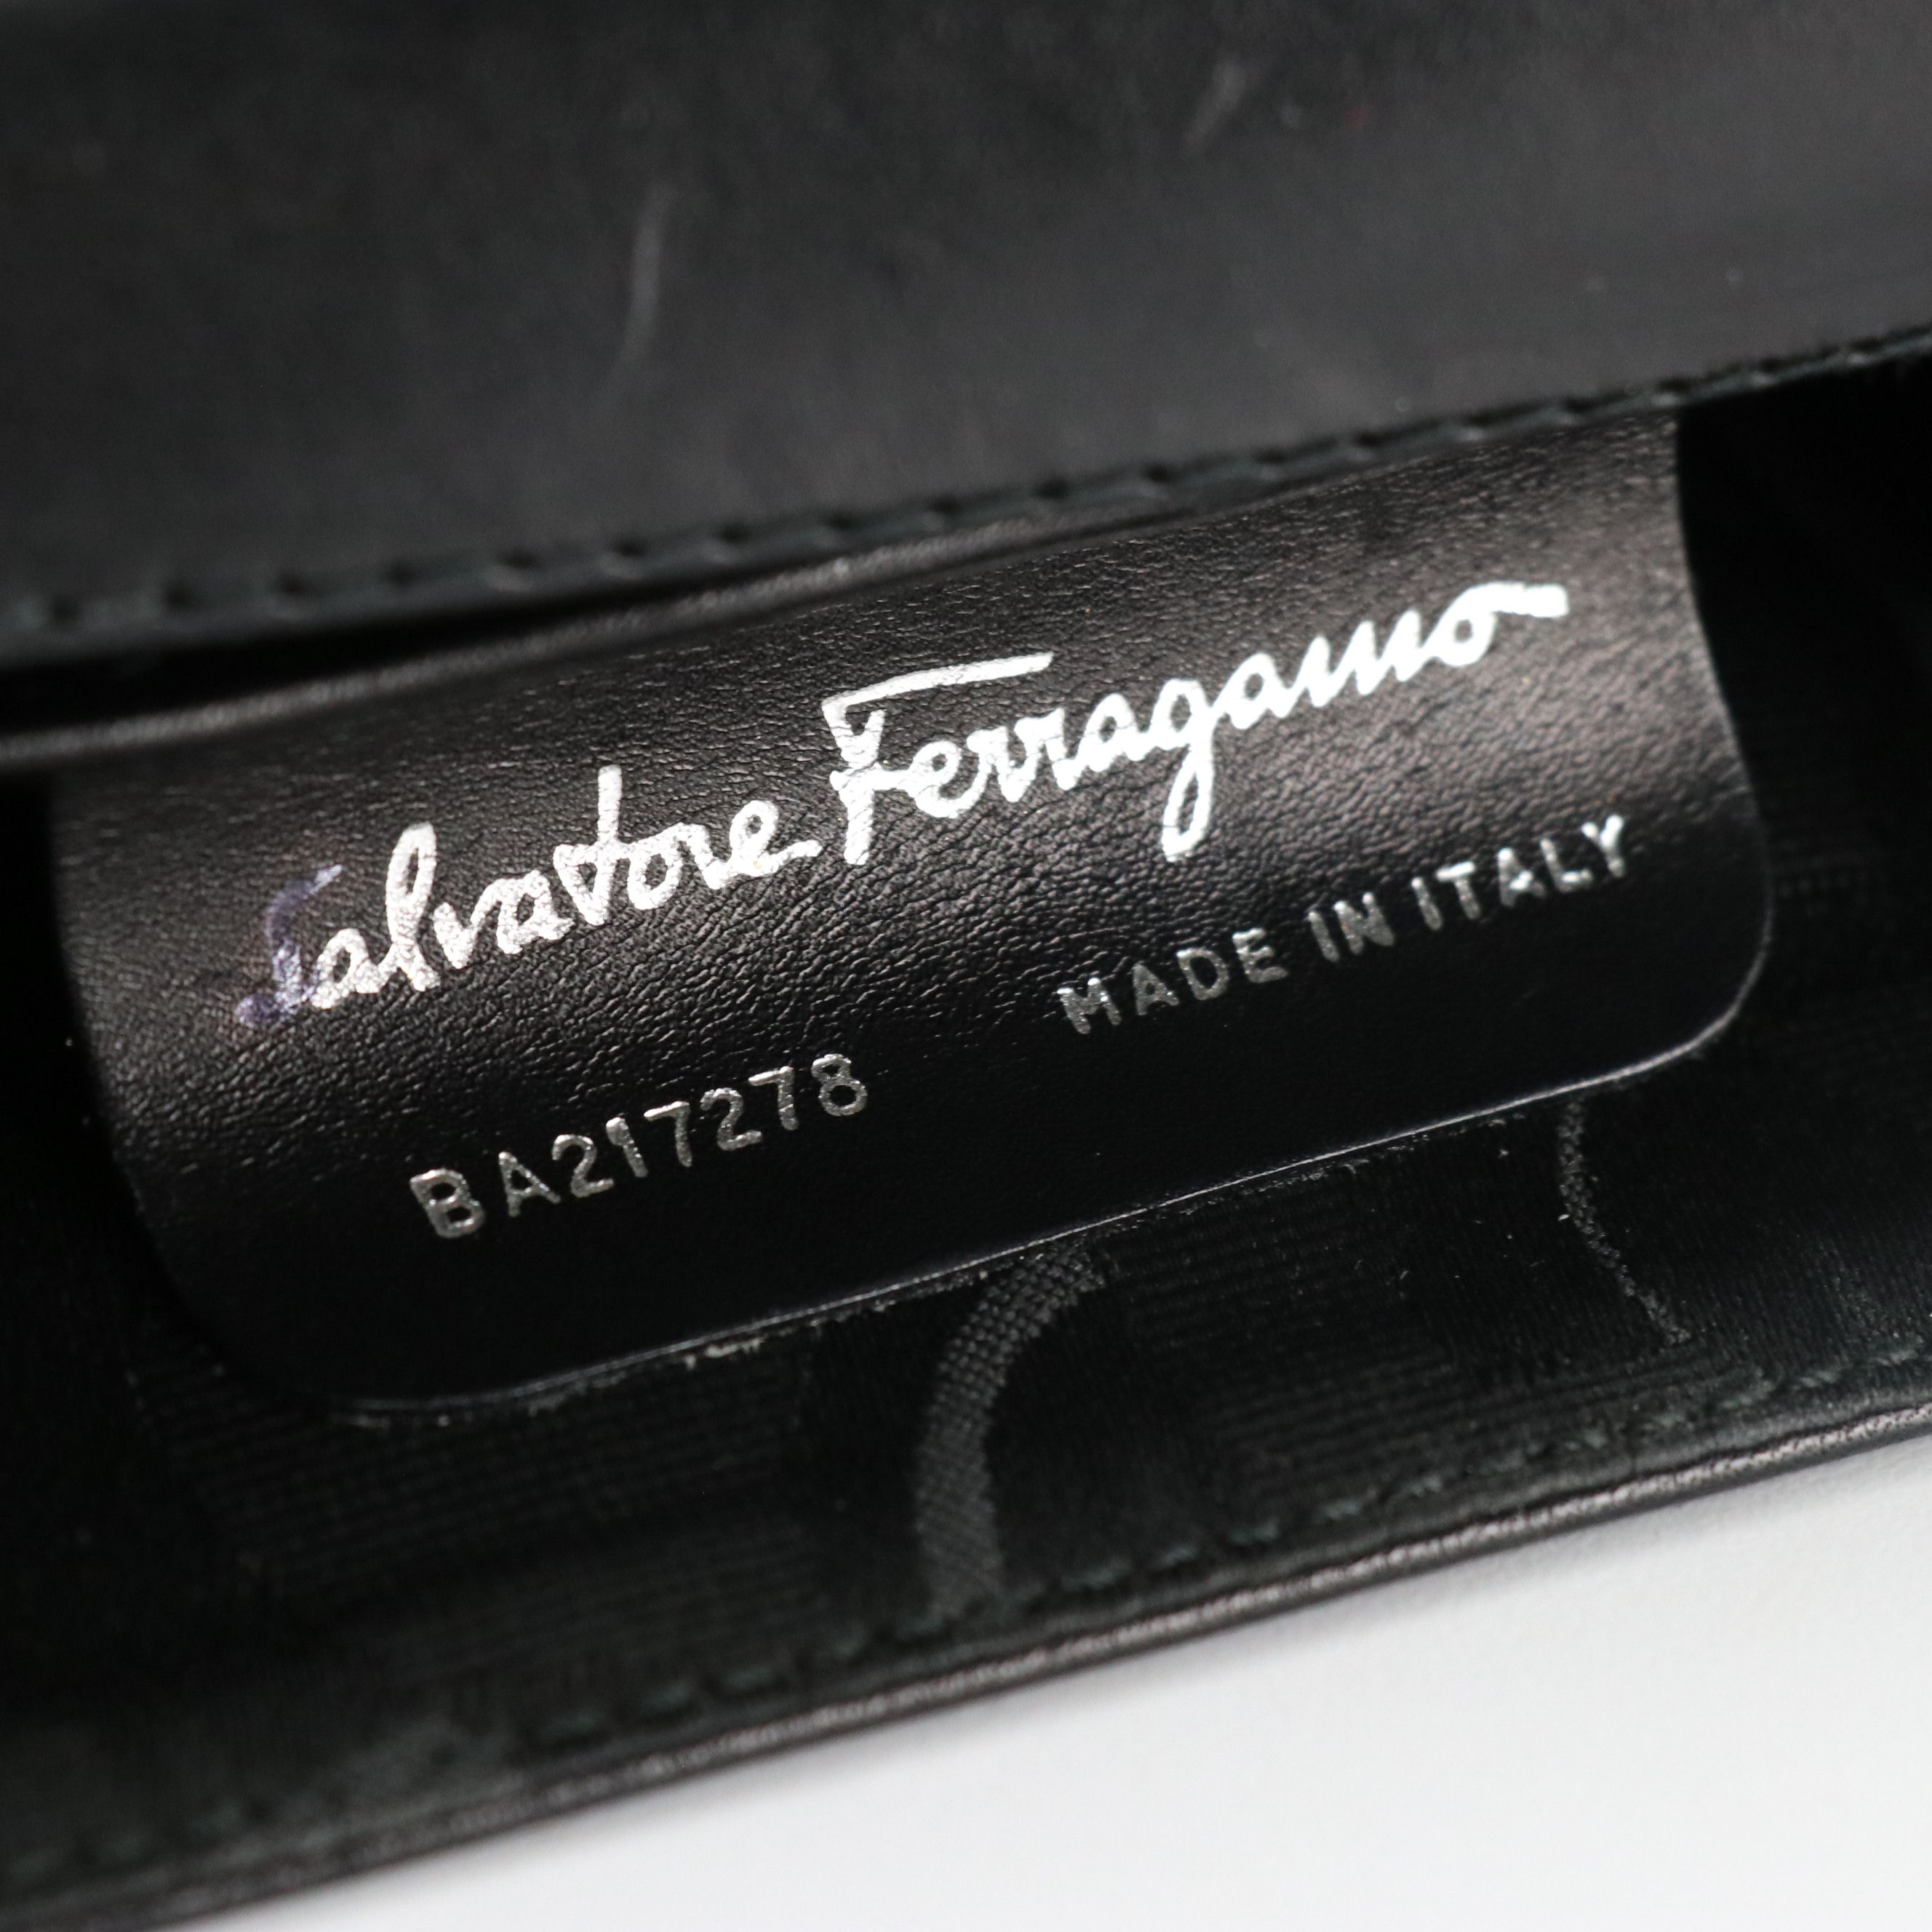 Salvatore Ferragamo
BA217278 MADE IN ITALY